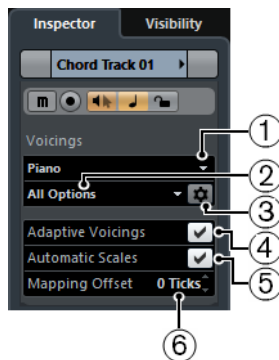 Inspector Visibility
Chord Track 01
m
Voicings
Piano
All Options
Adaptive Voicings
Automatic Scales
Mapping Offset 0 Ticks
1
2
3
4
5
6